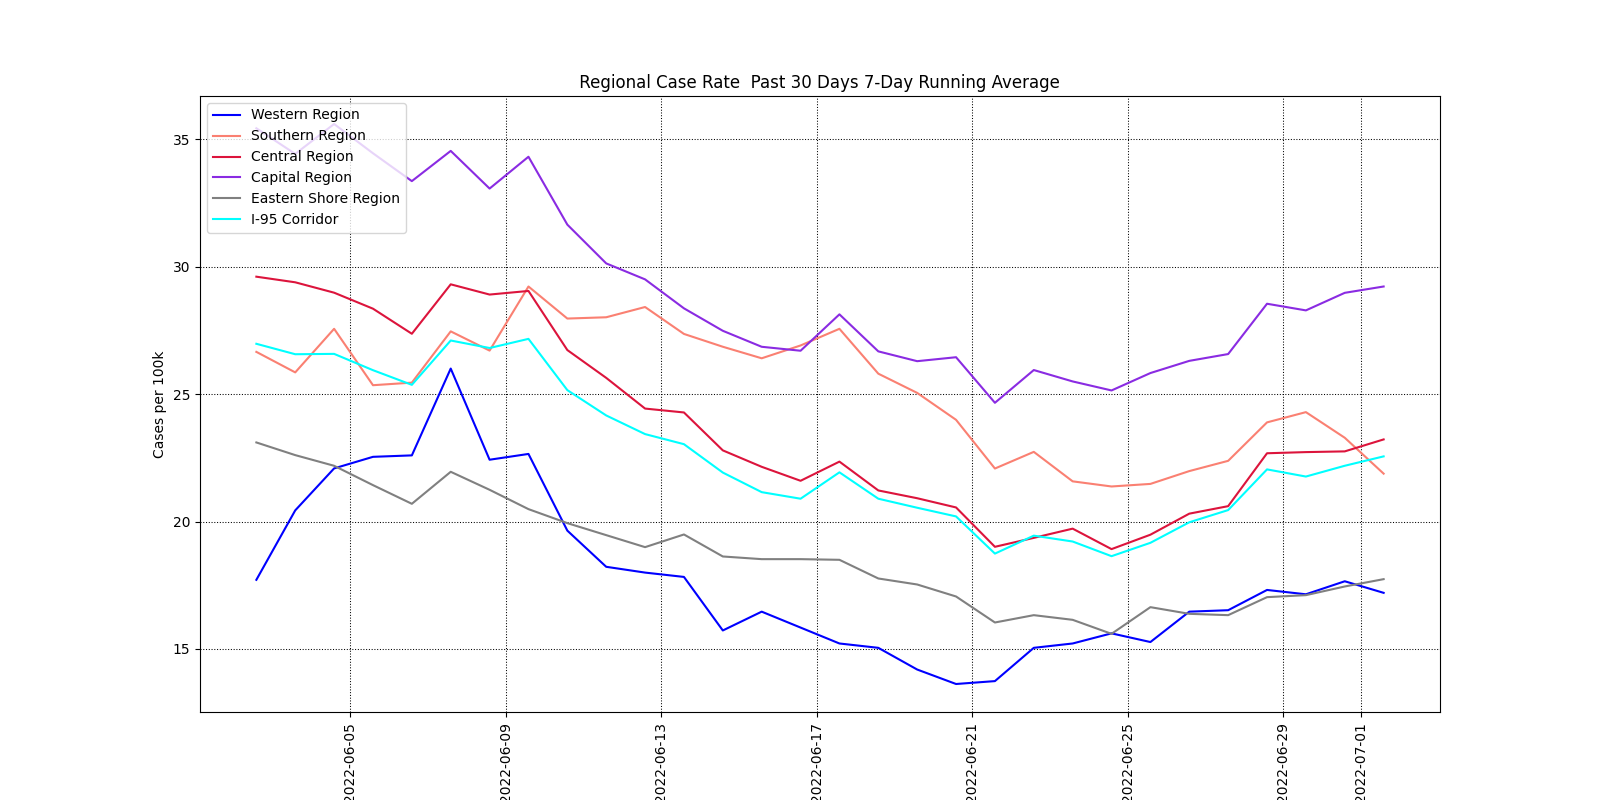 Regional Case Rate  Past 30 Days 7-Day Running Average
Western Region
Southern Region
Central Region
Capital Region
Eastern Shore Region
I-95 Corridor
Cases per 100k
35
30
25
20
15
2022-06-05
2022-06-09
2022-06-13
2022-06-17
2022-06-21
2022-06-25
2022-06-29
2022-07-01